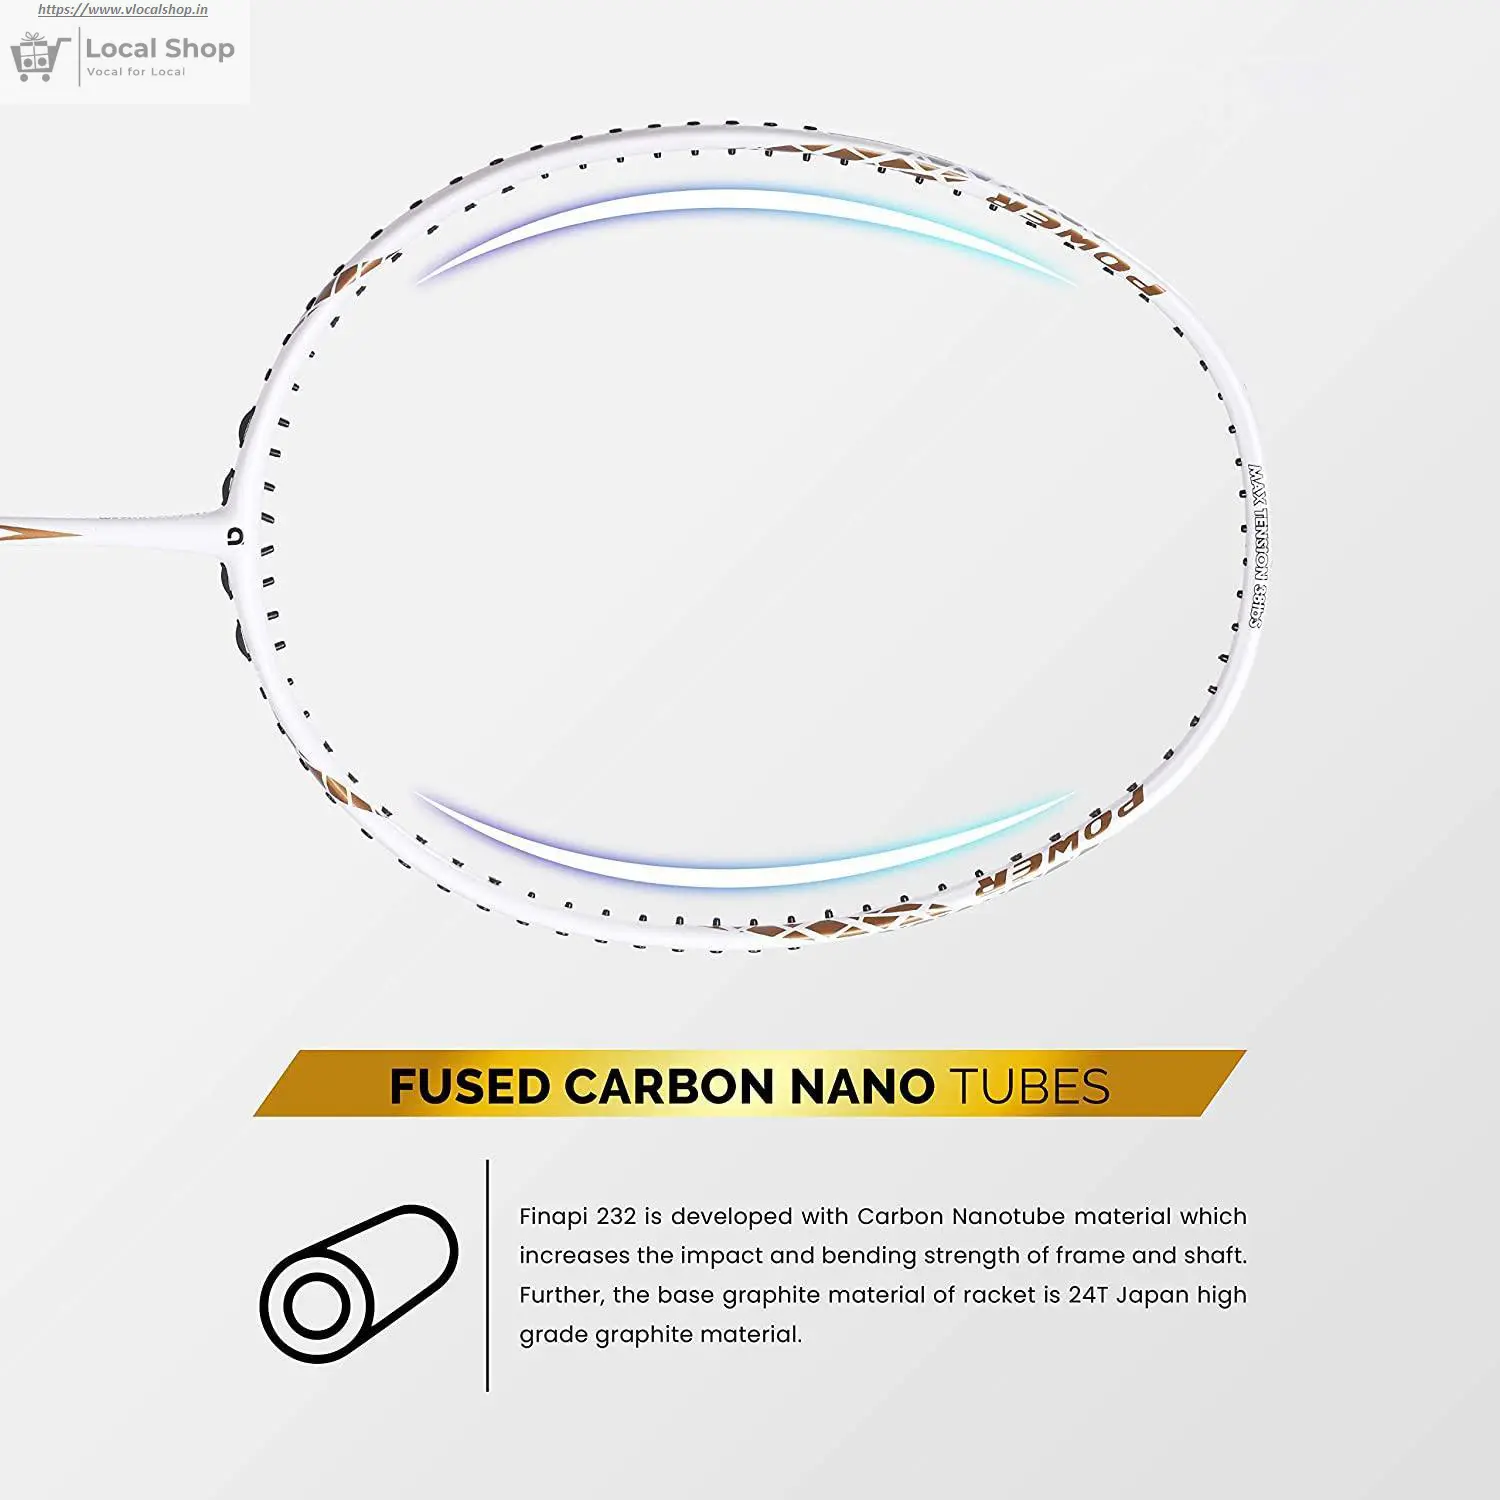 https://www.vlocalshop.in
Local Shop
Vocal for Local
POWER
MAX TENSION 38lbs
a
POWER
FUSED CARBON NANO TUBES
Finapi 232 is developed with Carbon Nanotube material which
increases the impact and bending strength of frame and shaft.
Further, the base graphite material of racket is 24T Japan high
grade graphite material.